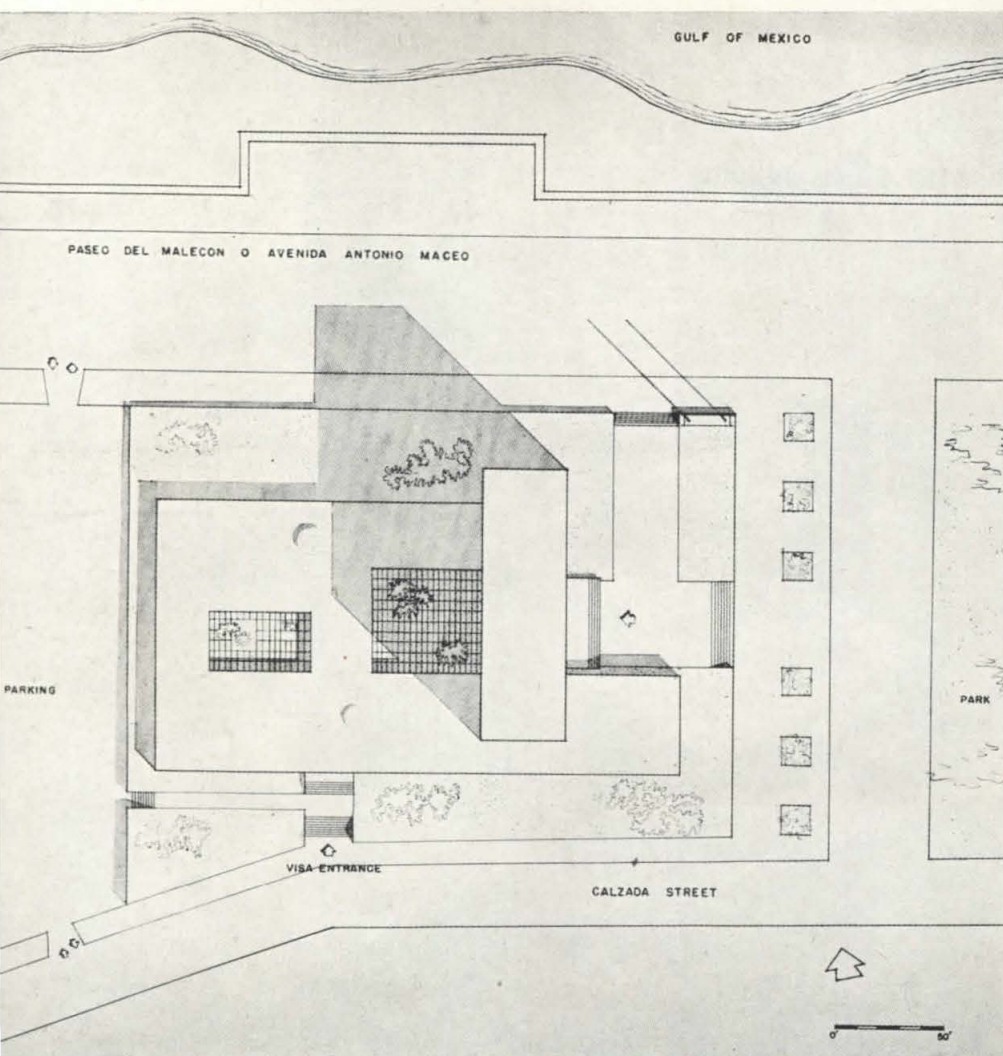 GULF OF MEXICO
PASEO DEL MALECON O AVENIDA ANTONIO MACEO
PARKING
PARK
VISA ENTRANCE
CALZADA STREET
0' 50'